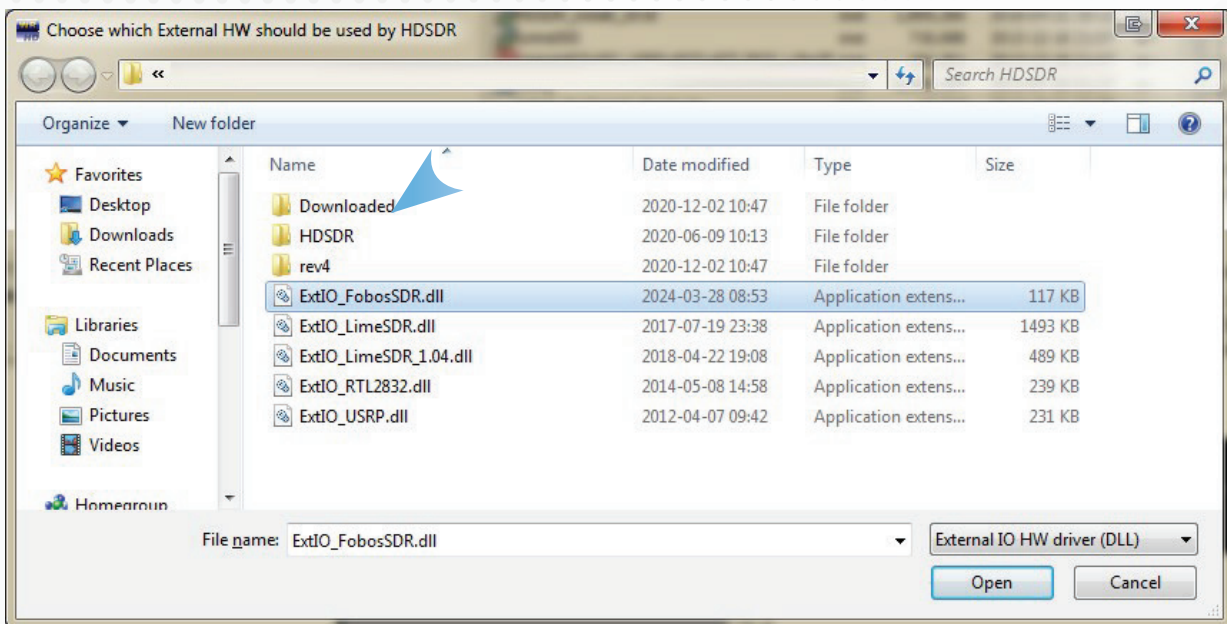 Choose which External HW should be used by HDSDR
«
Search HDSDR
Organize New folder
Name Date modified Type Size
Favorites
Desktop
Downloads
Recent Places
Libraries
Documents
Music
Pictures
Videos
Homegroup
Downloaded 2020-12-02 10:47 File folder
HDSDR 2020-06-09 10:13 File folder
rev4 2020-12-02 10:47 File folder
ExtIO_FobosSDR.dll 2024-03-28 08:53 Application extens... 117 KB
ExtIO_LimeSDR.dll 2017-07-19 23:38 Application extens... 1493 KB
ExtIO_LimeSDR_1.04.dll 2018-04-22 19:08 Application extens... 489 KB
ExtIO_RTL2832.dll 2014-05-08 14:58 Application extens... 239 KB
ExtIO_USRP.dll 2012-04-07 09:42 Application extens... 231 KB
File name: ExtIO_FobosSDR.dll External IO HW driver (DLL)
Open Cancel